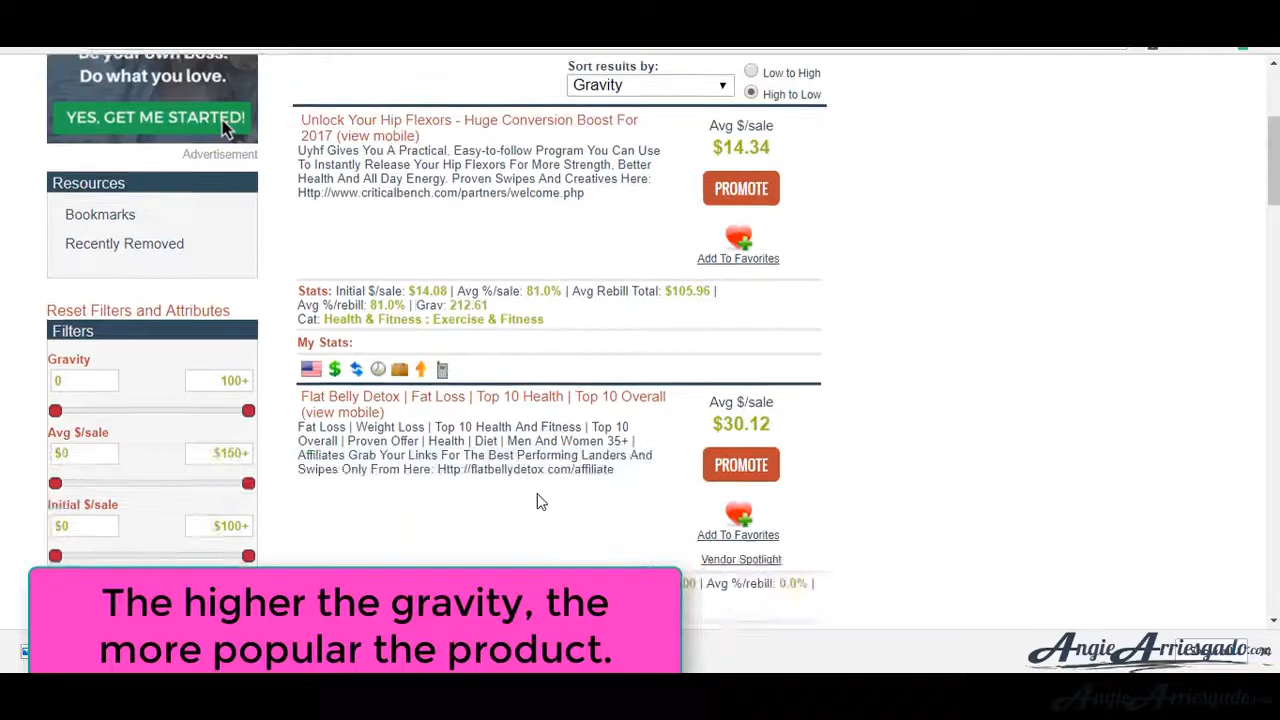 Be your own Boss.
Do what you love.
YES, GET ME STARTED!
Advertisement
Resources
Bookmarks
Recently Removed
Reset Filters and Attributes
Filters
Gravity
0 100+
Avg $/sale
$0 $150+
Initial $/sale
$0 $100+
Sort results by:
Gravity
Low to High
High to Low
Unlock Your Hip Flexors - Huge Conversion Boost For
2017 (view mobile)
Uyhf Gives You A Practical, Easy-to-follow Program You Can Use
To Instantly Release Your Hip Flexors For More Strength, Better
Health And All Day Energy. Proven Swipes And Creatives Here:
Http://www.criticalbench.com/partners/welcome.php
Avg $/sale
$14.34
PROMOTE
Add To Favorites
Stats: Initial $/sale: $14.08 | Avg %/sale: 81.0% | Avg Rebill Total: $105.96 |
Avg %/rebill: 81.0% | Grav: 212.61
Cat: Health & Fitness : Exercise & Fitness
My Stats:
Flat Belly Detox | Fat Loss | Top 10 Health | Top 10 Overall
(view mobile)
Fat Loss | Weight Loss | Top 10 Health And Fitness | Top 10
Overall | Proven Offer | Health | Diet | Men And Women 35+ |
Affiliates Grab Your Links For The Best Performing Landers And
Swipes Only From Here: Http://flatbellydetox.com/affiliate
Avg $/sale
$30.12
PROMOTE
Add To Favorites
Vendor Spotlight
00 | Avg %/rebill: 0.0% |
The higher the gravity, the
more popular the product.
AngieArriesgado.com